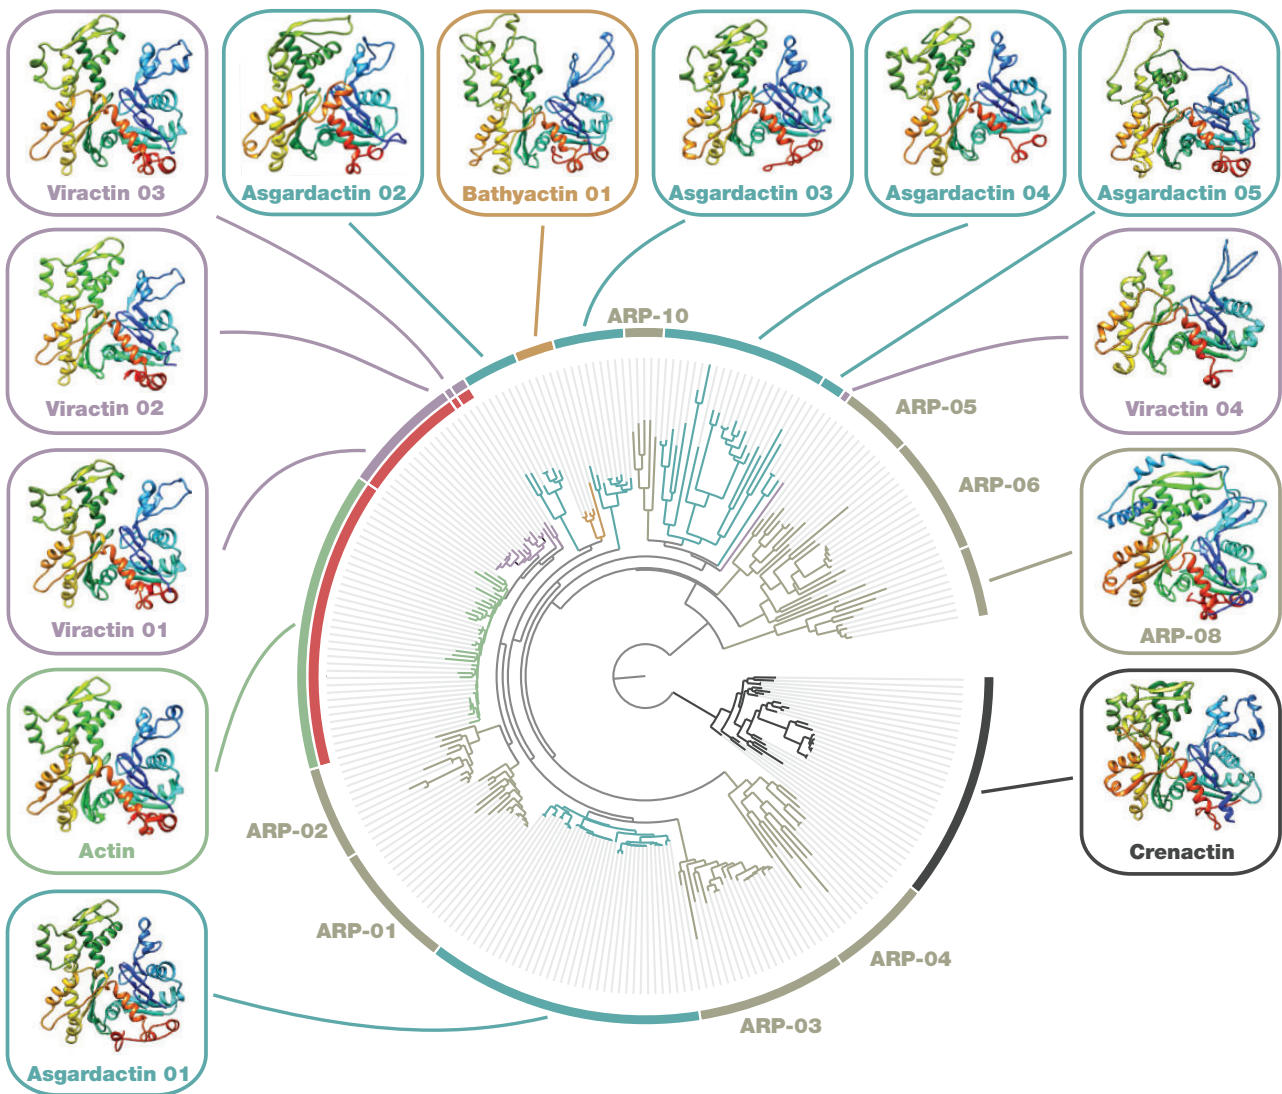 Viractin 03
Asgardactin 02
Bathyactin 01
Asgardactin 03
Asgardactin 04
Asgardactin 05
ARP-10
Viractin 02
Viractin 04
ARP-05
ARP-06
Viractin 01
ARP-08
Actin
Crenactin
ARP-02
ARP-01
ARP-04
ARP-03
Asgardactin 01